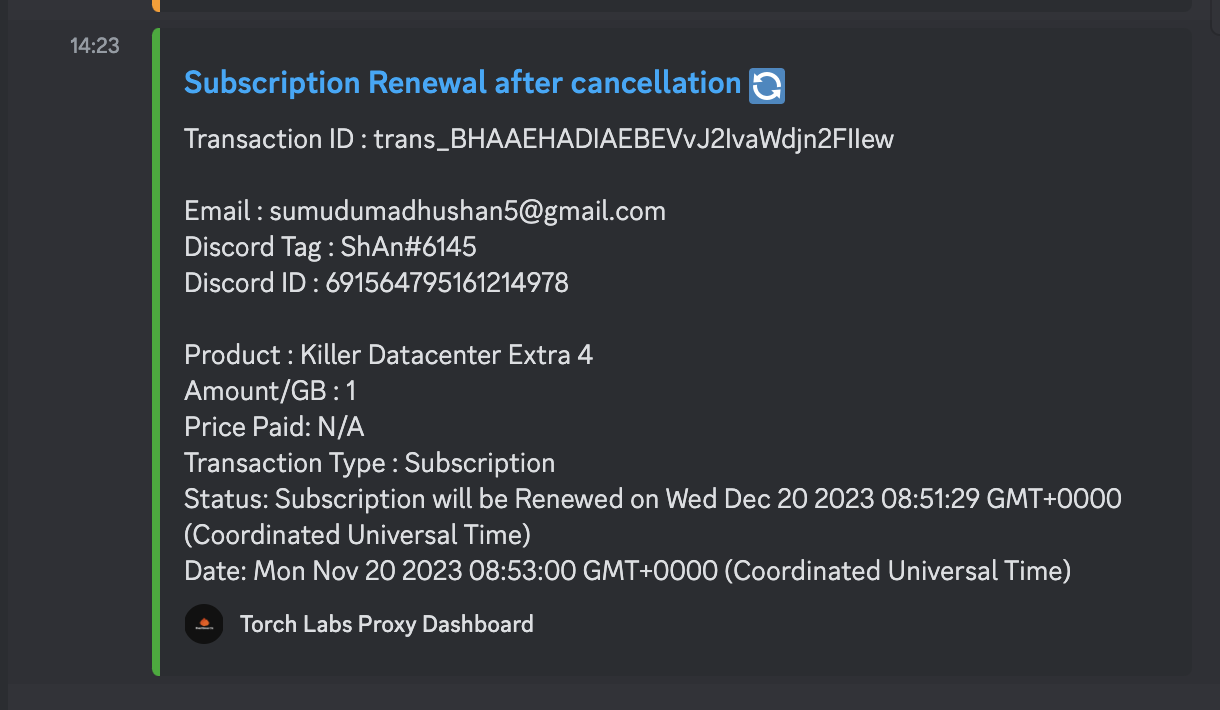 14:23
Subscription Renewal after cancellation
Transaction ID : trans_BHAAEHADIAEBEVvJ2IvaWdjn2FIIew
Email : sumudumadhushan5@gmail.com
Discord Tag : ShAn#6145
Discord ID : 691564795161214978
Product : Killer Datacenter Extra 4
Amount/GB : 1
Price Paid: N/A
Transaction Type : Subscription
Status: Subscription will be Renewed on Wed Dec 20 2023 08:51:29 GMT+0000
(Coordinated Universal Time)
Date: Mon Nov 20 2023 08:53:00 GMT+0000 (Coordinated Universal Time)
Torch Labs Proxy Dashboard